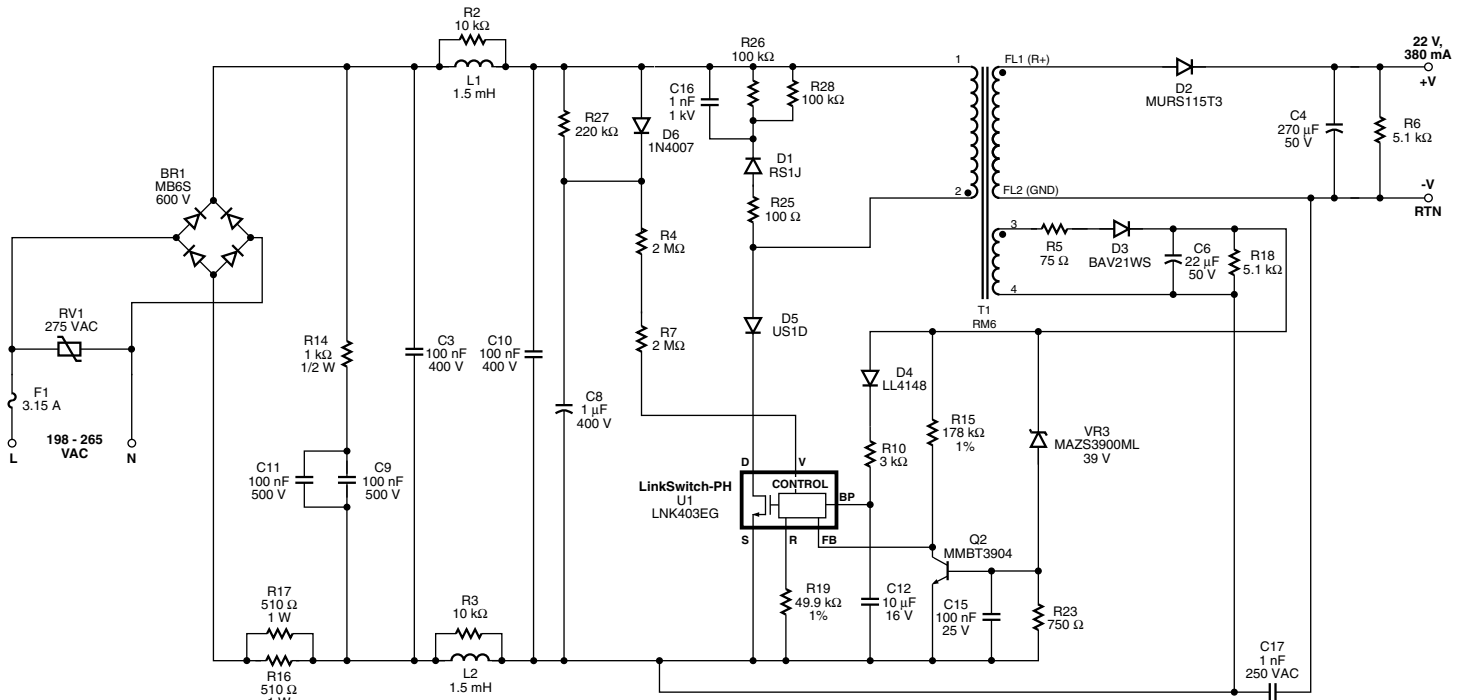 R2
10 kΩ
L1
1.5 mH
R26
100 kΩ
C16
1 nF
1 kV
R28
100 kΩ
1
FL1 (R+)
D2
MURS115T3
22 V,
380 mA
+V
C4
270 µF
50 V
R6
5.1 kΩ
R27
220 kΩ
D6
1N4007
D1
RS1J
R25
100 Ω
2
FL2 (GND)
-V
RTN
BR1
MB6S
600 V
R4
2 MΩ
3
R5
75 Ω
D3
BAV21WS
C6
22 µF
50 V
R18
5.1 kΩ
4
T1
RM6
RV1
275 VAC
R14
1 kΩ
1/2 W
C3
100 nF
400 V
C10
100 nF
400 V
R7
2 MΩ
D5
US1D
F1
3.15 A
C8
1 µF
400 V
D4
LL4148
R15
178 kΩ
1%
VR3
MAZS3900ML
39 V
L
198 - 265
VAC
N
R10
3 kΩ
C11
100 nF
500 V
C9
100 nF
500 V
D
V
LinkSwitch-PH
U1
LNK403EG
CONTROL
BP
S
R
FB
Q2
MMBT3904
R19
49.9 kΩ
1%
C12
10 µF
16 V
C15
100 nF
25 V
R23
750 Ω
R17
510 Ω
1 W
R3
10 kΩ
R16
510 Ω
1 W
L2
1.5 mH
C17
1 nF
250 VAC